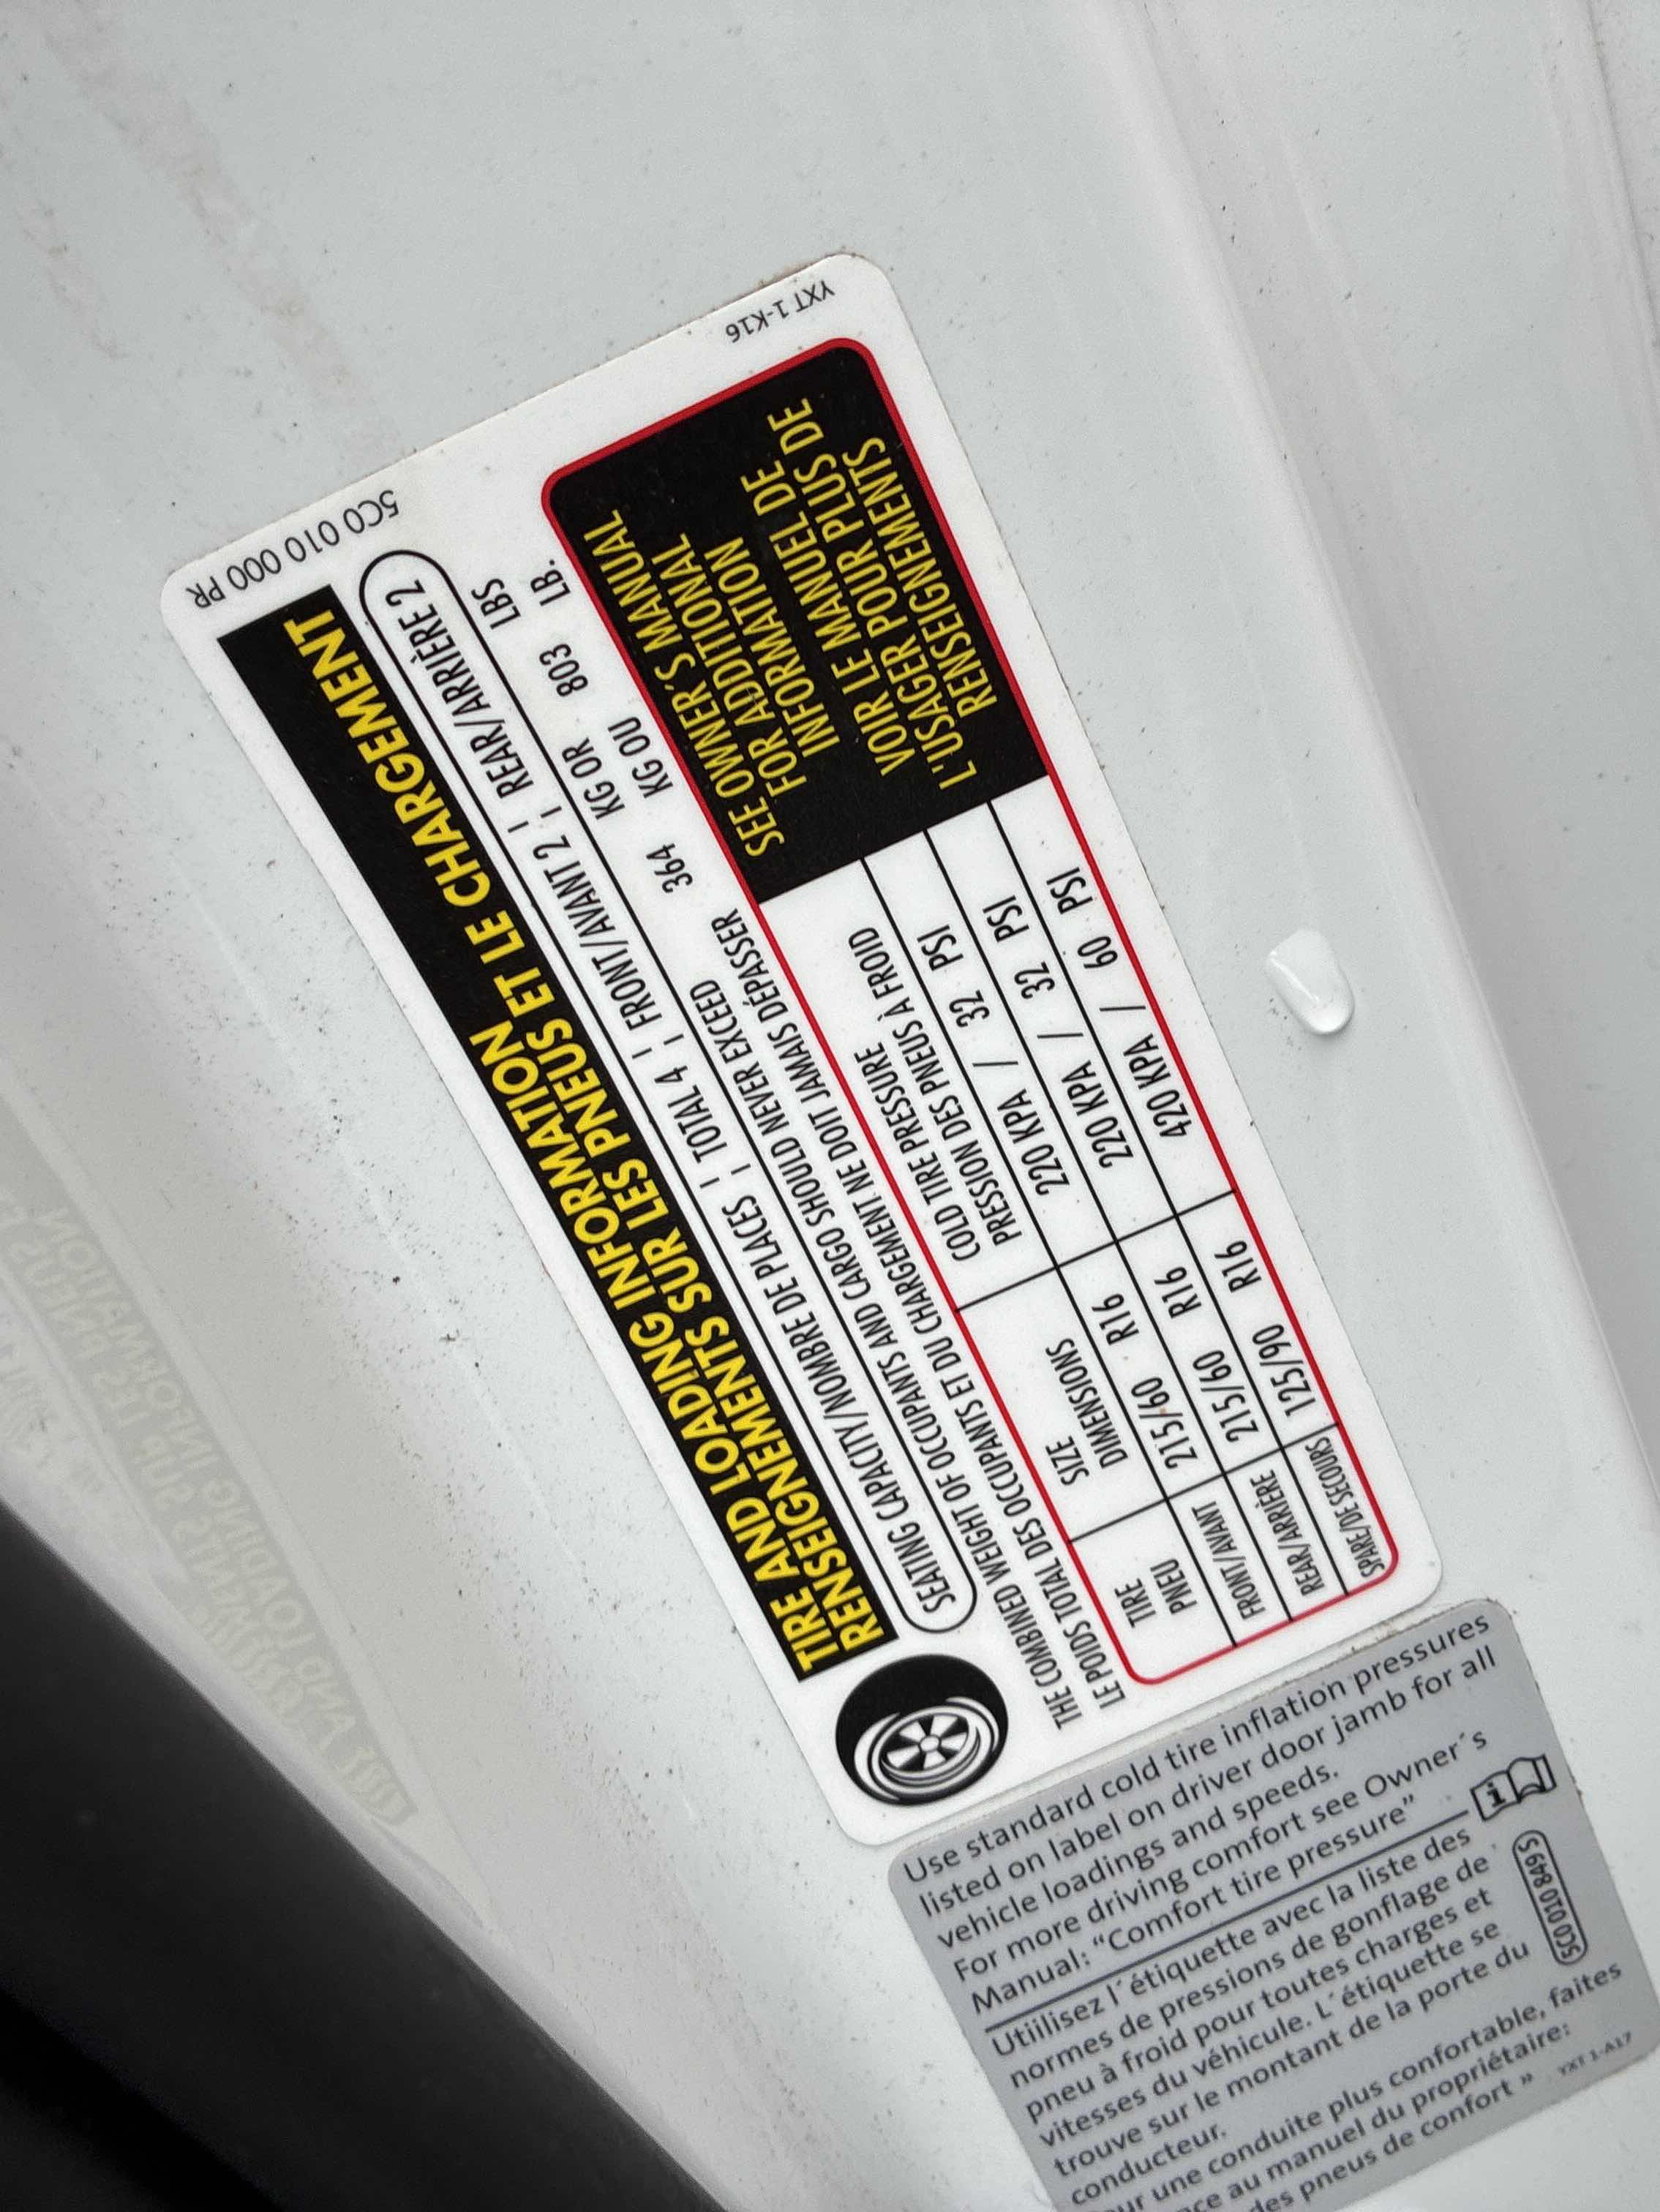 5C0 010 000 PR
YXT 1-K16
TIRE AND LOADING INFORMATION
RENSEIGNEMENTS SUR LES PNEUS ET LE CHARGEMENT
SEATING CAPACITY/NOMBRE DE PLACES | TOTAL 4 | FRONT/AVANT 2 | REAR/ARRIÈRE 2
THE COMBINED WEIGHT OF OCCUPANTS AND CARGO SHOULD NEVER EXCEED 364 KG OR 803 LBS
LE POIDS TOTAL DES OCCUPANTS ET DU CHARGEMENT NE DOIT JAMAIS DÉPASSER KG OU LB.
TIRE
PNEU
SIZE
DIMENSIONS
COLD TIRE PRESSURE
PRESSION DES PNEUS À FROID
FRONT/AVANT 215/60 R16 220 KPA / 32 PSI
REAR/ARRIÈRE 215/60 R16 220 KPA / 32 PSI
SPARE/DE SECOURS 125/90 R16 420 KPA / 60 PSI
SEE OWNER'S MANUAL
FOR ADDITIONAL
INFORMATION
VOIR LE MANUEL DE
L'USAGER POUR PLUS DE
RENSEIGNEMENTS
Use standard cold tire inflation pressures
listed on label on driver door jamb for all
vehicle loadings and speeds.
For more driving comfort see Owner´s
Manual: “Comfort tire pressure”
Utiilisez l´étiquette avec la liste des
normes de pressions de gonflage de
pneu à froid pour toutes charges et
vitesses du véhicule. L´étiquette se
trouve sur le montant de la porte du
conducteur.
une conduite plus confortable, faites
au manuel du propriétaire:
des pneus de confort »
5C0 010 849 S
YXT 1-A17